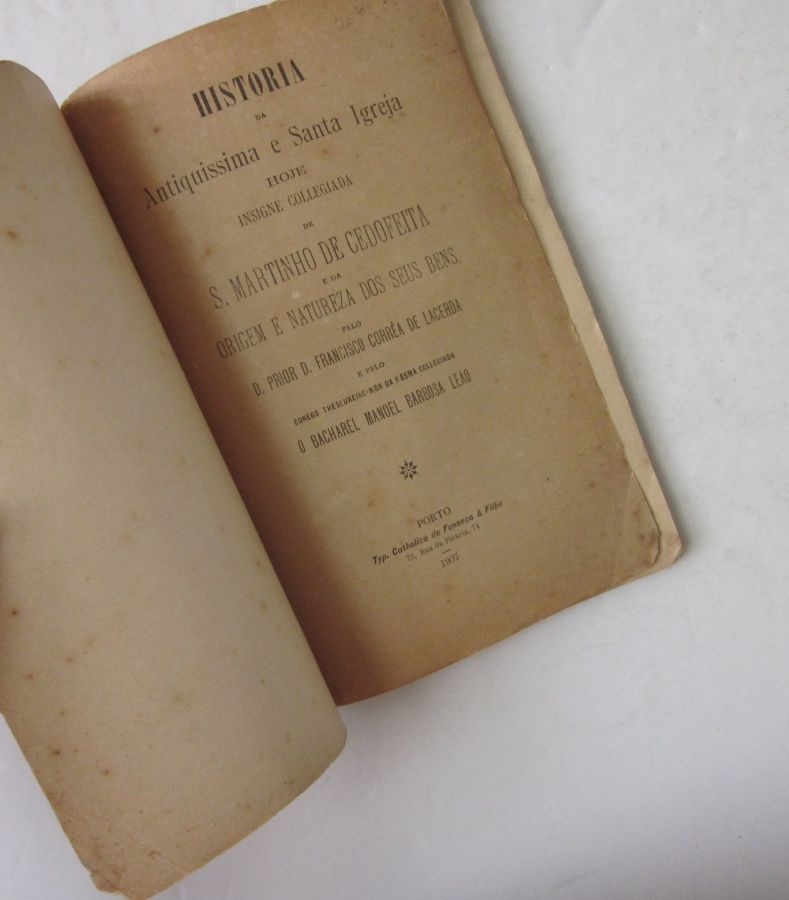 HISTORIA
DA
Antiquissima e Santa Igreja
HOJE
INSIGNE COLLEGIADA
DE
S. MARTINHO DE CEDOFEITA
E DA
ORIGEM E NATUREZA DOS SEUS BENS
PELO
D. PRIOR D. FRANCISCO CORRÊA DE LACERDA
E PELO
CONEGO THESOUREIRO-MÓR DA MESMA COLLEGIADA
O BACHAREL MANOEL BARBOSA LEÃO
PORTO
Typ. Catholica de Fonseca & Filho
72, Rua da Picaria, 74
1907